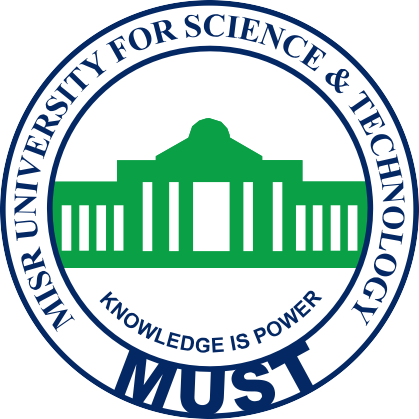 MISR UNIVERSITY FOR SCIENCE & TECHNOLOGY
KNOWLEDGE IS POWER
MUST